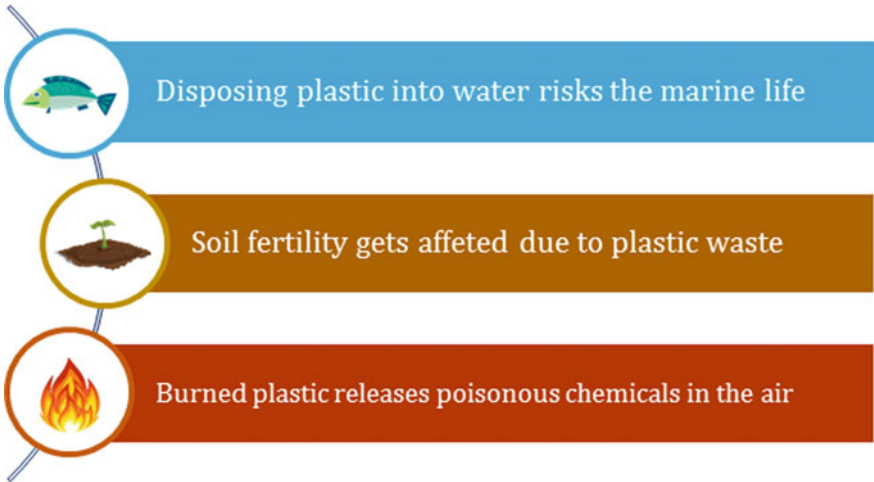 Disposing plastic into water risks the marine life
Soil fertility gets affeted due to plastic waste
Burned plastic releases poisonous chemicals in the air